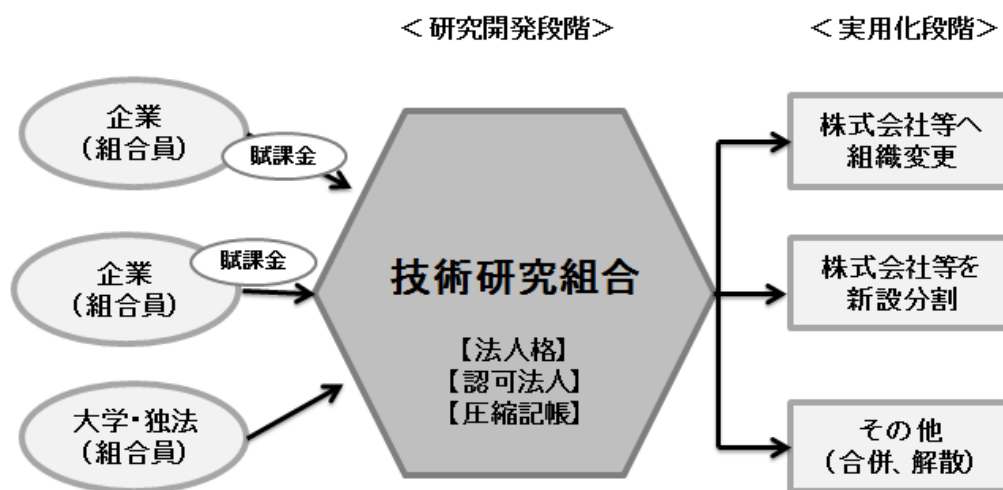 ＜研究開発段階＞
＜実用化段階＞
企業
（組合員）
賦課金
企業
（組合員）
賦課金
大学・独法
（組合員）
技術研究組合
【法人格】
【認可法人】
【圧縮記帳】
株式会社等へ
組織変更
株式会社等を
新設分割
その他
（合併、解散）